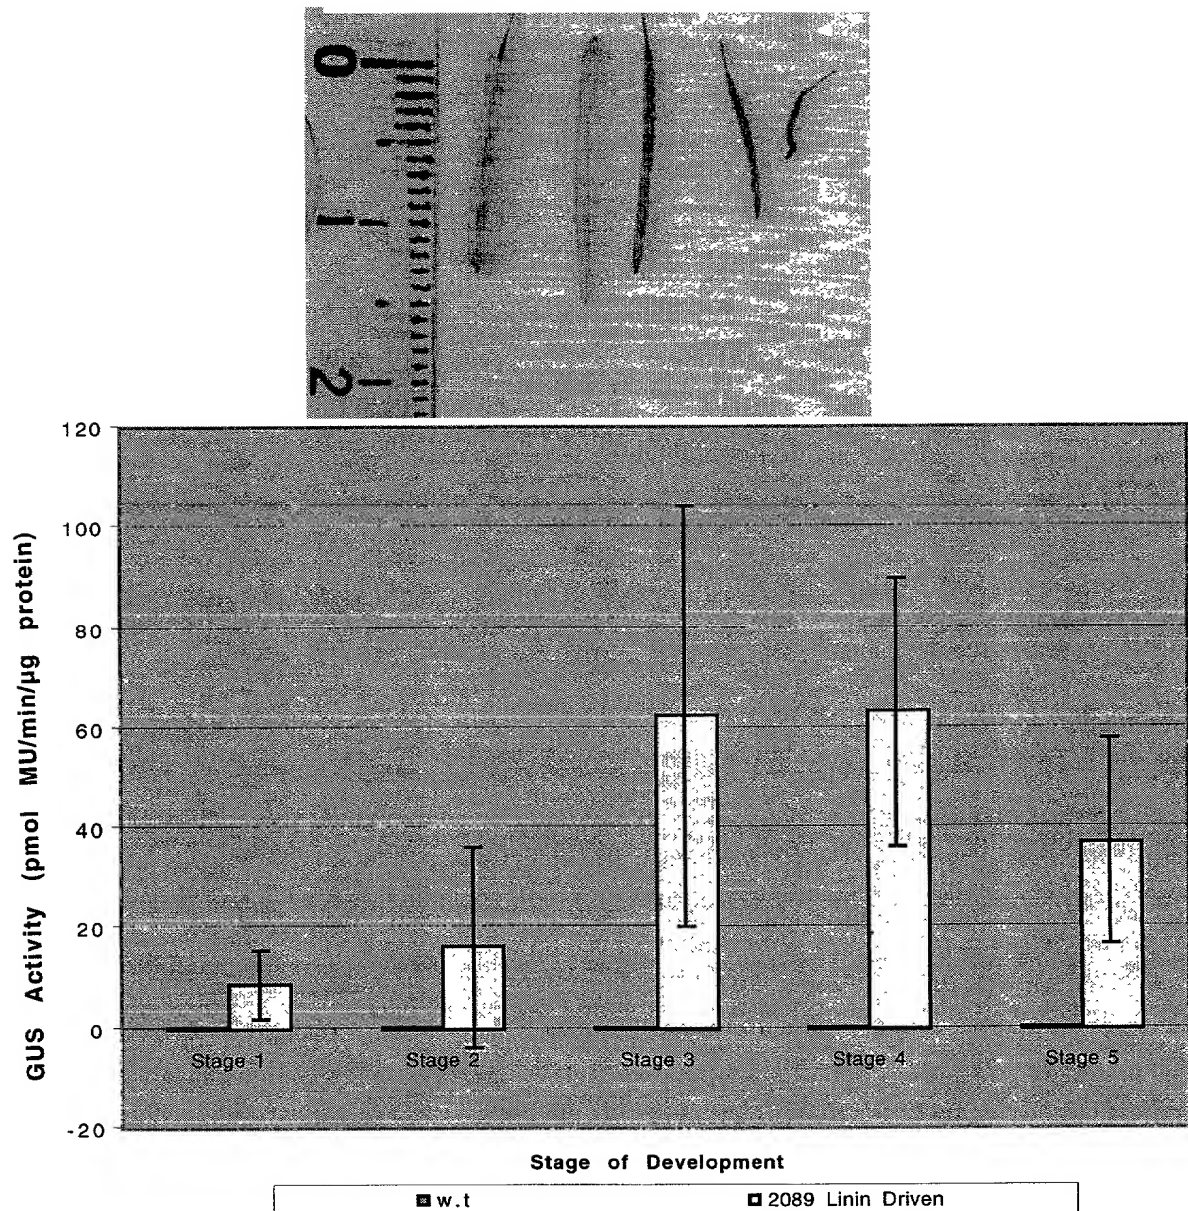 0
1
2
120
100
80
60
40
20
0
-20
GUS Activity (pmol MU/min/µg protein)
Stage 1 Stage 2 Stage 3 Stage 4 Stage 5
Stage of Development
w.t 2089 Linin Driven